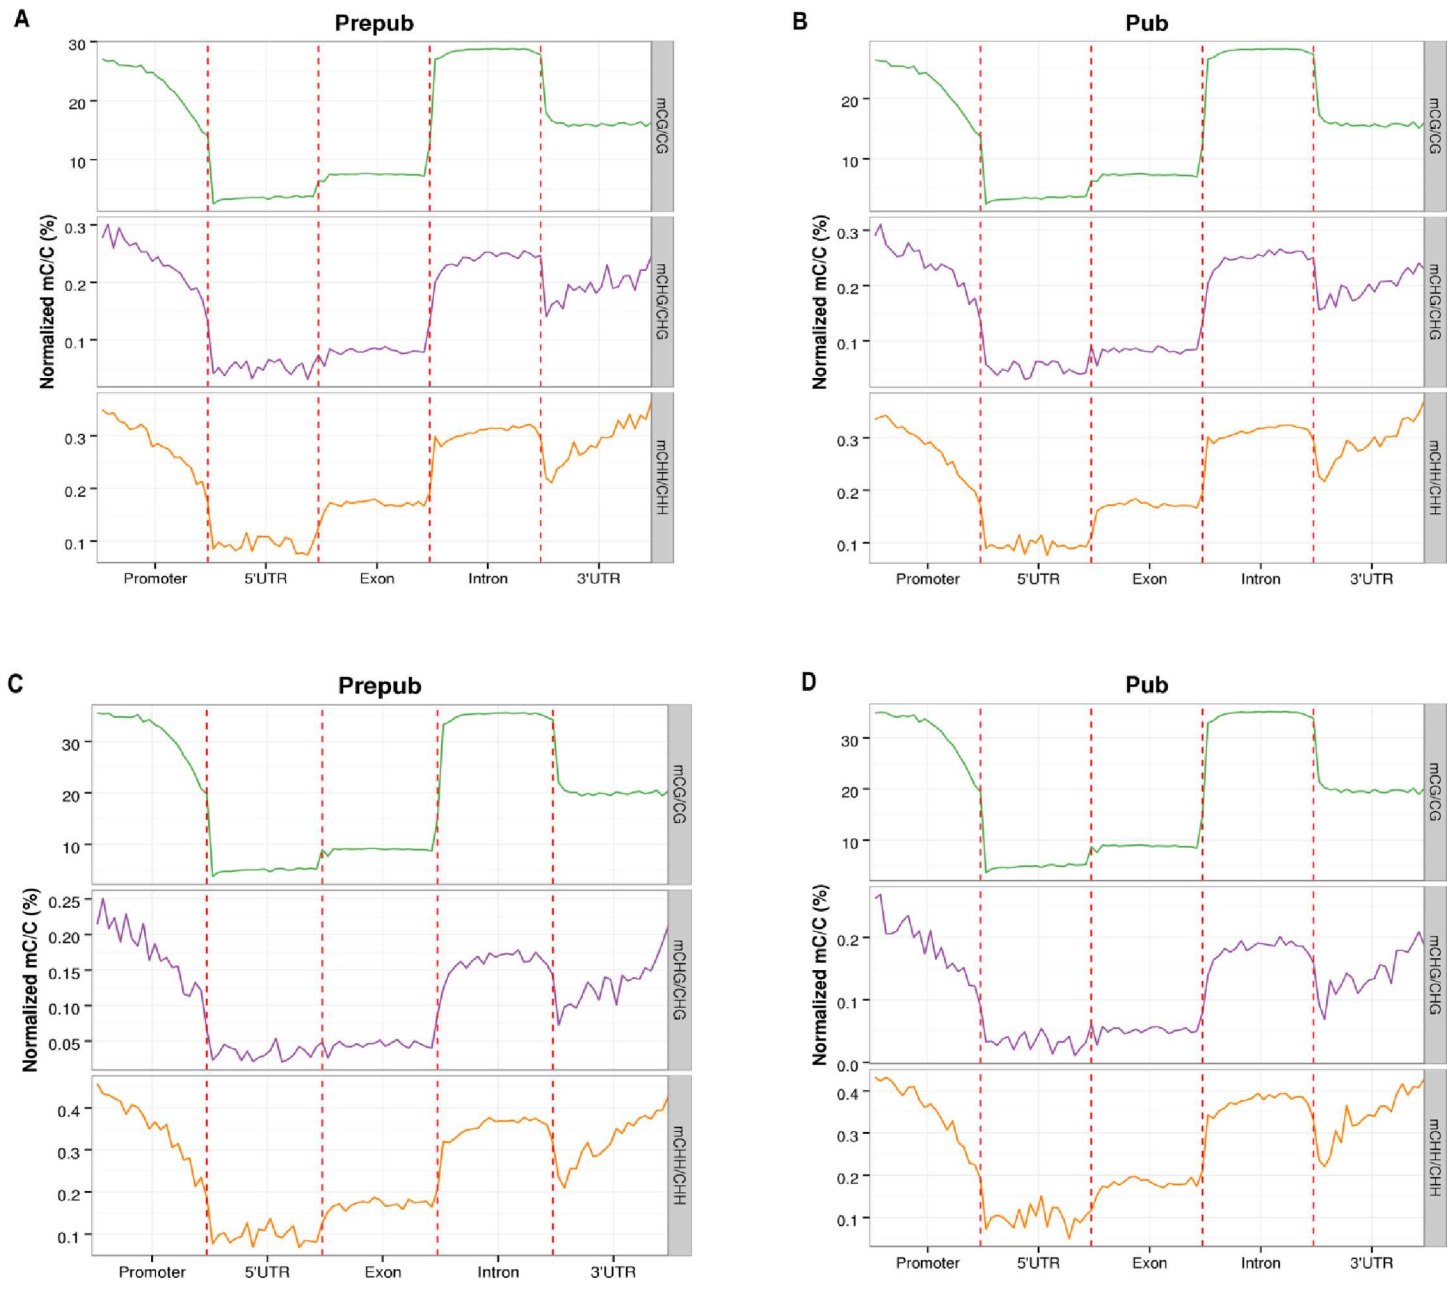 A
Prepub
Normalized mC/C (%)
30
20
10
mCG/CG
0.3
0.2
0.1
mCHG/CHG
0.3
0.2
0.1
mCHH/CHH
Promoter
5'UTR
Exon
Intron
3'UTR
B
Pub
Normalized mC/C (%)
20
10
mCG/CG
0.3
0.2
0.1
mCHG/CHG
0.3
0.2
0.1
mCHH/CHH
Promoter
5'UTR
Exon
Intron
3'UTR
C
Prepub
Normalized mC/C (%)
30
20
10
mCG/CG
0.25
0.20
0.15
0.10
0.05
mCHG/CHG
0.4
0.3
0.2
0.1
mCHH/CHH
Promoter
5'UTR
Exon
Intron
3'UTR
D
Pub
Normalized mC/C (%)
30
20
10
mCG/CG
0.2
0.1
0.0
mCHG/CHG
0.4
0.3
0.2
0.1
mCHH/CHH
Promoter
5'UTR
Exon
Intron
3'UTR